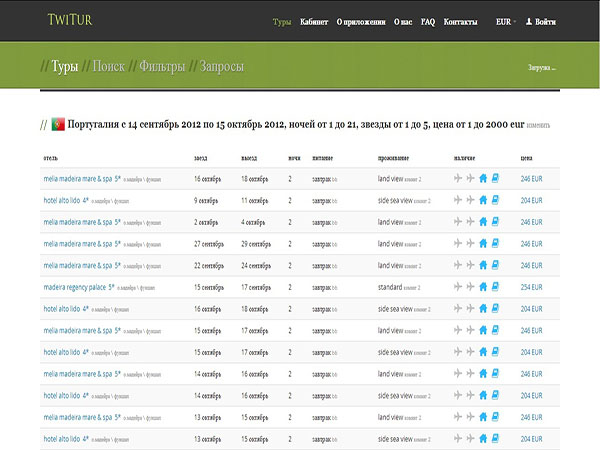 TwiTur
Туры Кабинет О приложении О нас FAQ Контакты EUR Войти
// Туры // Поиск // Фильтры // Запросы
Загрузка ...
// Португалия с 14 сентябрь 2012 по 15 октябрь 2012, ночей от 1 до 21, звезды от 1 до 5, цена от 1 до 2000 eur изменить
отель заезд выезд ночи питание проживание наличие цена
melia madeira mare & spa 5* о.мадейра \ фуншал 16 октябрь 18 октябрь 2 завтрак bb land view комнат 2 246 EUR
hotel alto lido 4* о.мадейра \ фуншал 9 октябрь 11 октябрь 2 завтрак bb side sea view комнат 2 204 EUR
melia madeira mare & spa 5* о.мадейра \ фуншал 2 октябрь 4 октябрь 2 завтрак bb land view комнат 2 246 EUR
melia madeira mare & spa 5* о.мадейра \ фуншал 27 сентябрь 29 сентябрь 2 завтрак bb land view комнат 2 246 EUR
melia madeira mare & spa 5* о.мадейра \ фуншал 22 сентябрь 24 сентябрь 2 завтрак bb land view комнат 2 246 EUR
madeira regency palace 5* о.мадейра \ фуншал 15 сентябрь 17 сентябрь 2 завтрак bb standard комнат 2 254 EUR
hotel alto lido 4* о.мадейра \ фуншал 16 октябрь 18 октябрь 2 завтрак bb side sea view комнат 2 204 EUR
melia madeira mare & spa 5* о.мадейра \ фуншал 15 октябрь 17 октябрь 2 завтрак bb land view комнат 2 246 EUR
hotel alto lido 4* о.мадейра \ фуншал 15 октябрь 17 октябрь 2 завтрак bb side sea view комнат 2 204 EUR
melia madeira mare & spa 5* о.мадейра \ фуншал 14 октябрь 16 октябрь 2 завтрак bb land view комнат 2 246 EUR
hotel alto lido 4* о.мадейра \ фуншал 14 октябрь 16 октябрь 2 завтрак bb side sea view комнат 2 204 EUR
melia madeira mare & spa 5* о.мадейра \ фуншал 13 октябрь 15 октябрь 2 завтрак bb land view комнат 2 246 EUR
hotel alto lido 4* о.мадейра \ фуншал 13 октябрь 15 октябрь 2 завтрак bb side sea view комнат 2 204 EUR